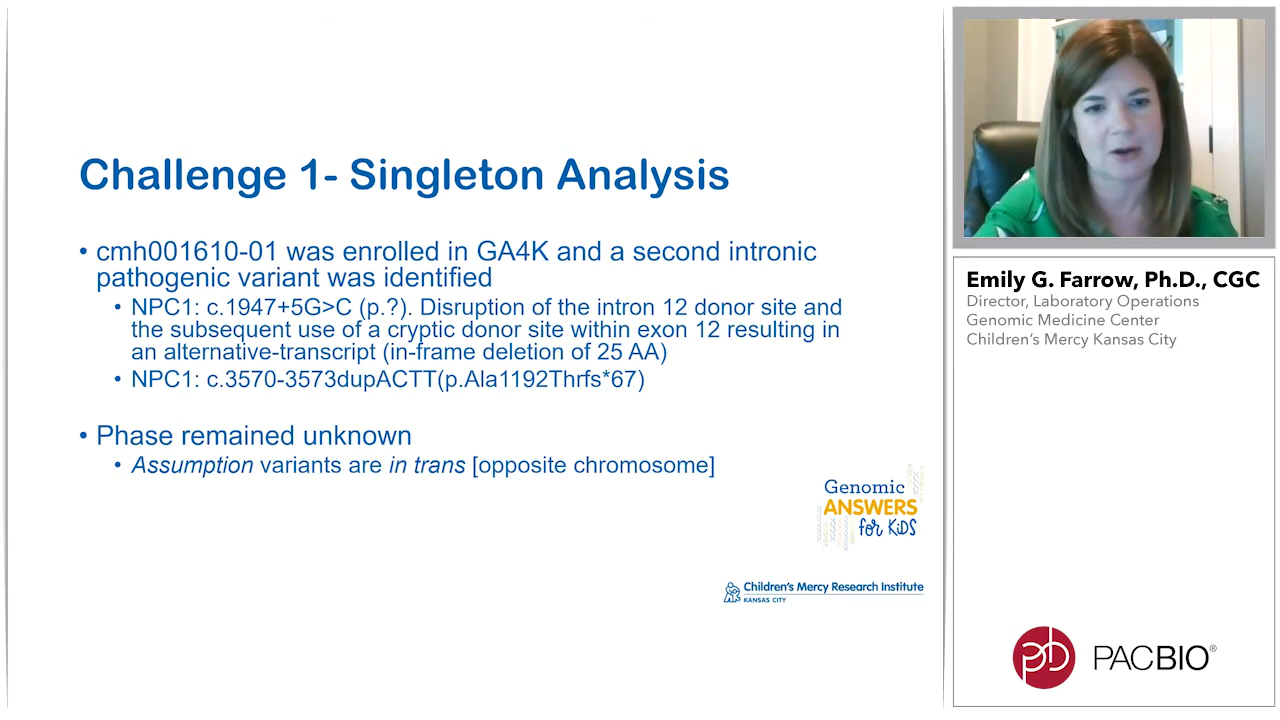 Challenge 1- Singleton Analysis
• cmh001610-01 was enrolled in GA4K and a second intronic
pathogenic variant was identified
• NPC1: c.1947+5G>C (p.?). Disruption of the intron 12 donor site and
the subsequent use of a cryptic donor site within exon 12 resulting in
an alternative-transcript (in-frame deletion of 25 AA)
• NPC1: c.3570-3573dupACTT(p.Ala1192Thrfs*67)
• Phase remained unknown
• Assumption variants are in trans [opposite chromosome]
Genomic
ANSWERS
for KiDS
Children's Mercy Research Institute
KANSAS CITY
Emily G. Farrow, Ph.D., CGC
Director, Laboratory Operations
Genomic Medicine Center
Children's Mercy Kansas City
PACBIO®